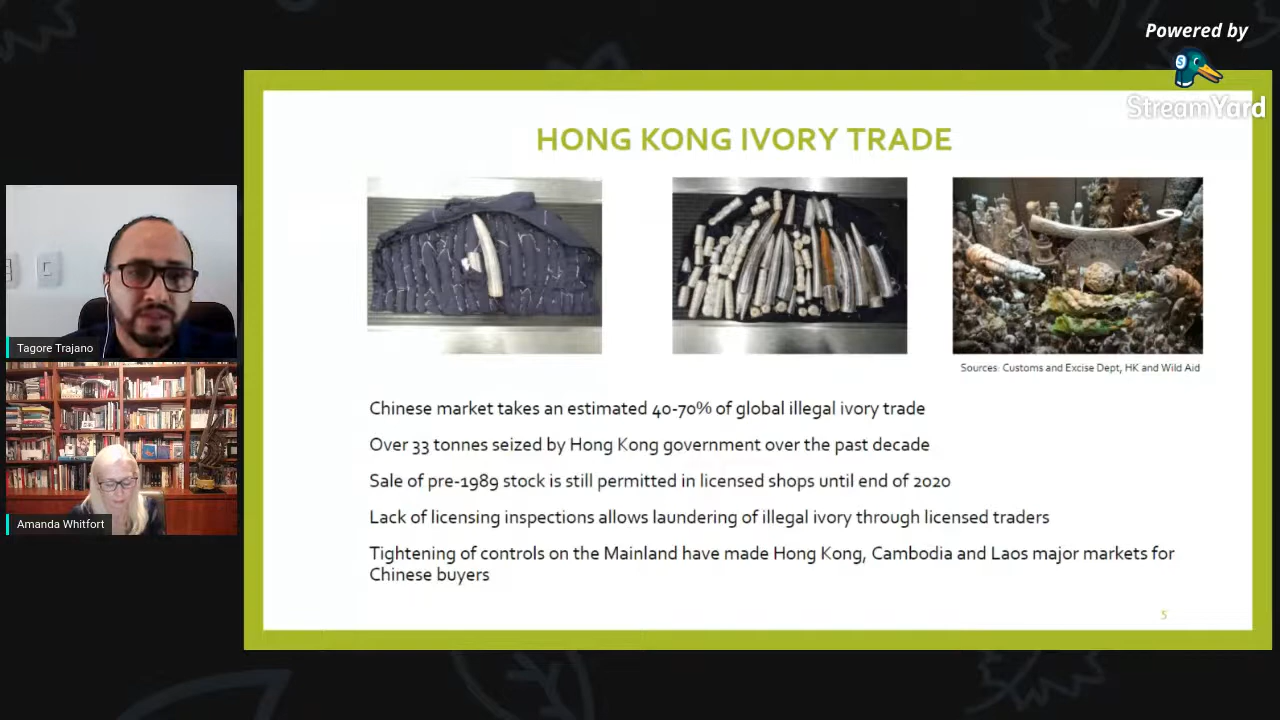 Powered by
StreamYard
HONG KONG IVORY TRADE
Sources: Customs and Excise Dept, HK and Wild Aid
Chinese market takes an estimated 40-70% of global illegal ivory trade
Over 33 tonnes seized by Hong Kong government over the past decade
Sale of pre-1989 stock is still permitted in licensed shops until end of 2020
Lack of licensing inspections allows laundering of illegal ivory through licensed traders
Tightening of controls on the Mainland have made Hong Kong, Cambodia and Laos major markets for
Chinese buyers
5
Tagore Trajano
Amanda Whitfort